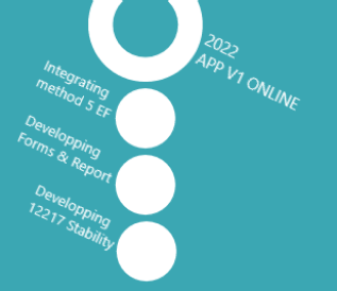 2022
APP V1 ONLINE
Integrating
method 5 EF
Developping
Forms & Report
Developping
12217 Stability